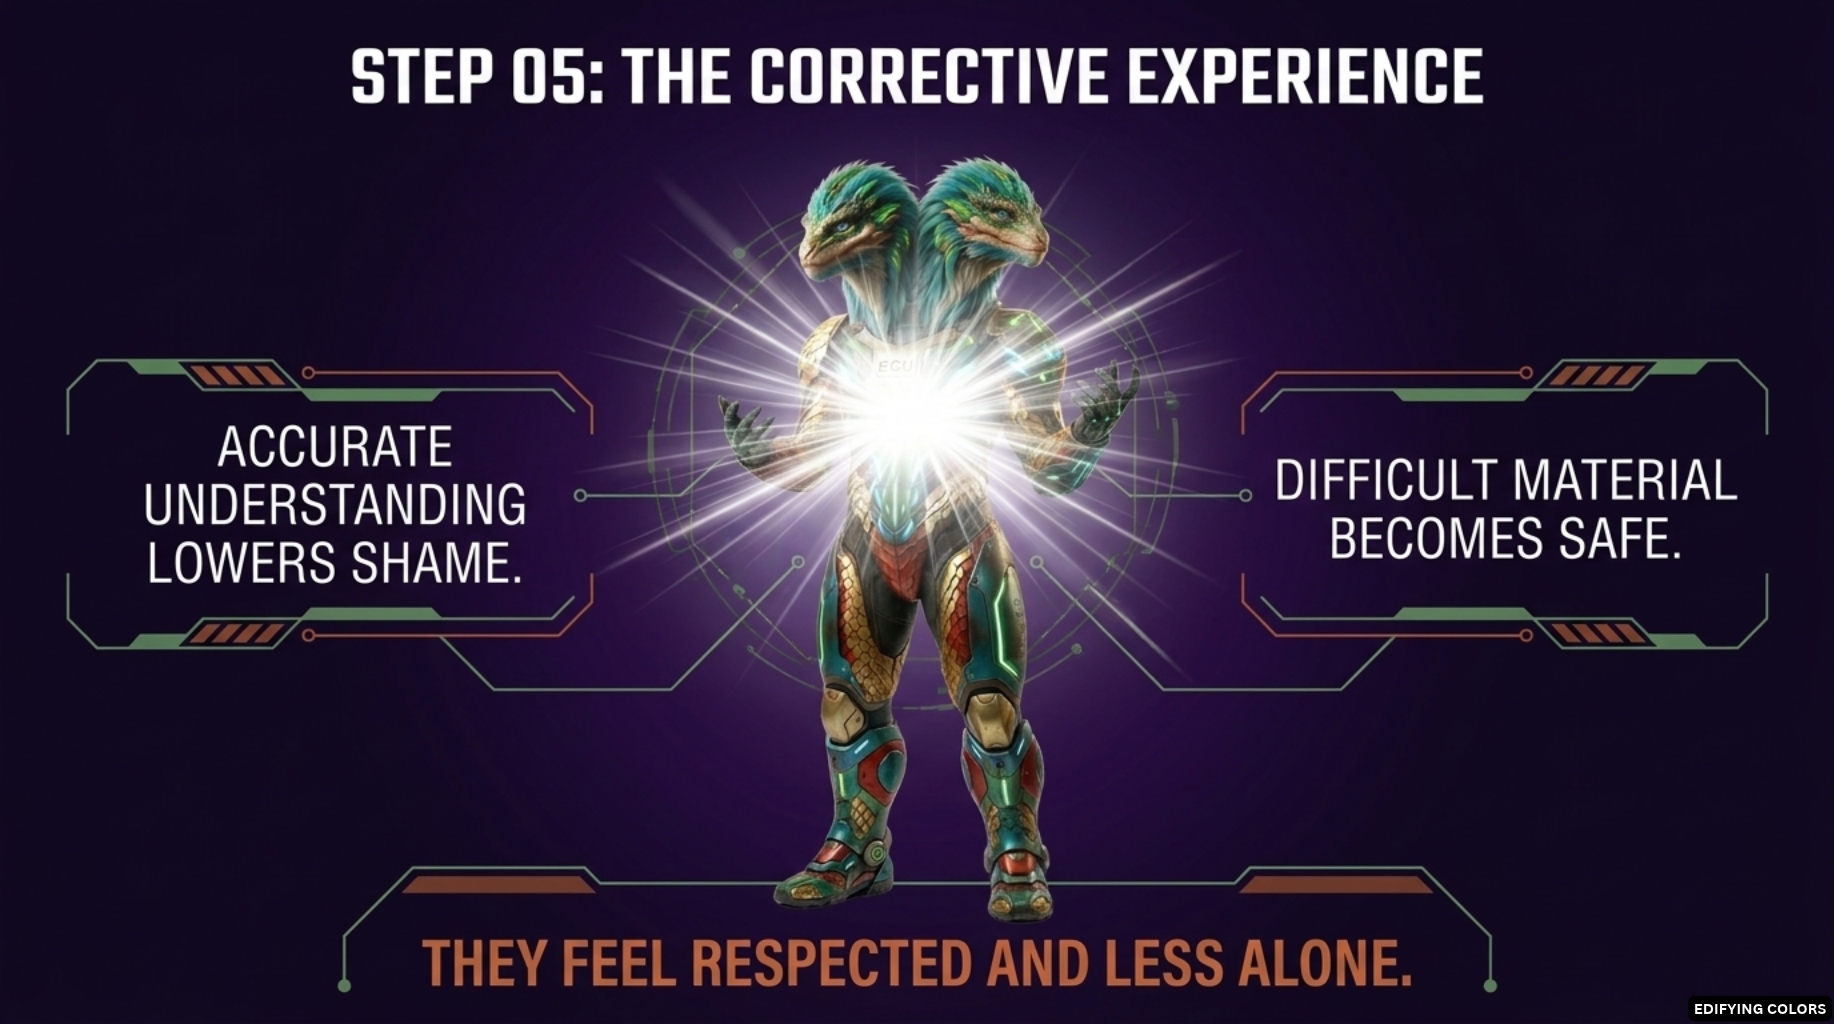 STEP 05: THE CORRECTIVE EXPERIENCE
ECU
ACCURATE
UNDERSTANDING
LOWERS SHAME.
DIFFICULT MATERIAL
BECOMES SAFE.
THEY FEEL RESPECTED AND LESS ALONE.
EDIFYING COLORS